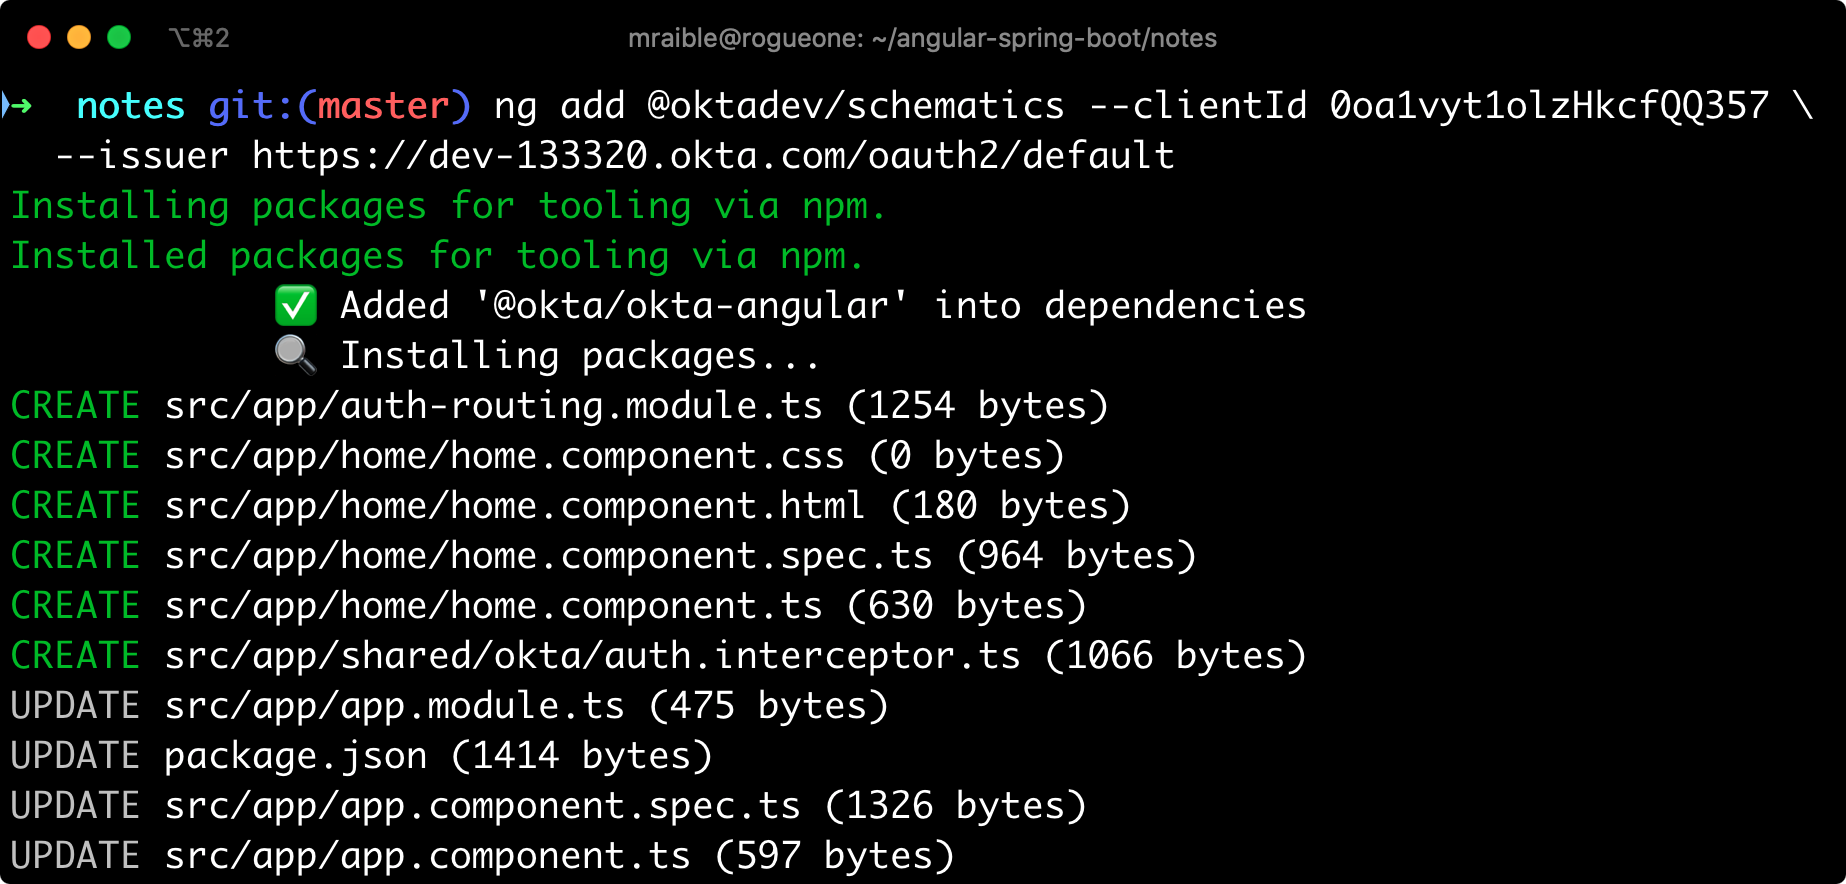 ⌥⌘2 mraible@rogueone: ~/angular-spring-boot/notes
➜ notes git:(master) ng add @oktadev/schematics --clientId 0oa1vyt1olzHkcfQQ357 \
--issuer https://dev-133320.okta.com/oauth2/default
Installing packages for tooling via npm.
Installed packages for tooling via npm.
✅ Added '@okta/okta-angular' into dependencies
🔍 Installing packages...
CREATE src/app/auth-routing.module.ts (1254 bytes)
CREATE src/app/home/home.component.css (0 bytes)
CREATE src/app/home/home.component.html (180 bytes)
CREATE src/app/home/home.component.spec.ts (964 bytes)
CREATE src/app/home/home.component.ts (630 bytes)
CREATE src/app/shared/okta/auth.interceptor.ts (1066 bytes)
UPDATE src/app/app.module.ts (475 bytes)
UPDATE package.json (1414 bytes)
UPDATE src/app/app.component.spec.ts (1326 bytes)
UPDATE src/app/app.component.ts (597 bytes)